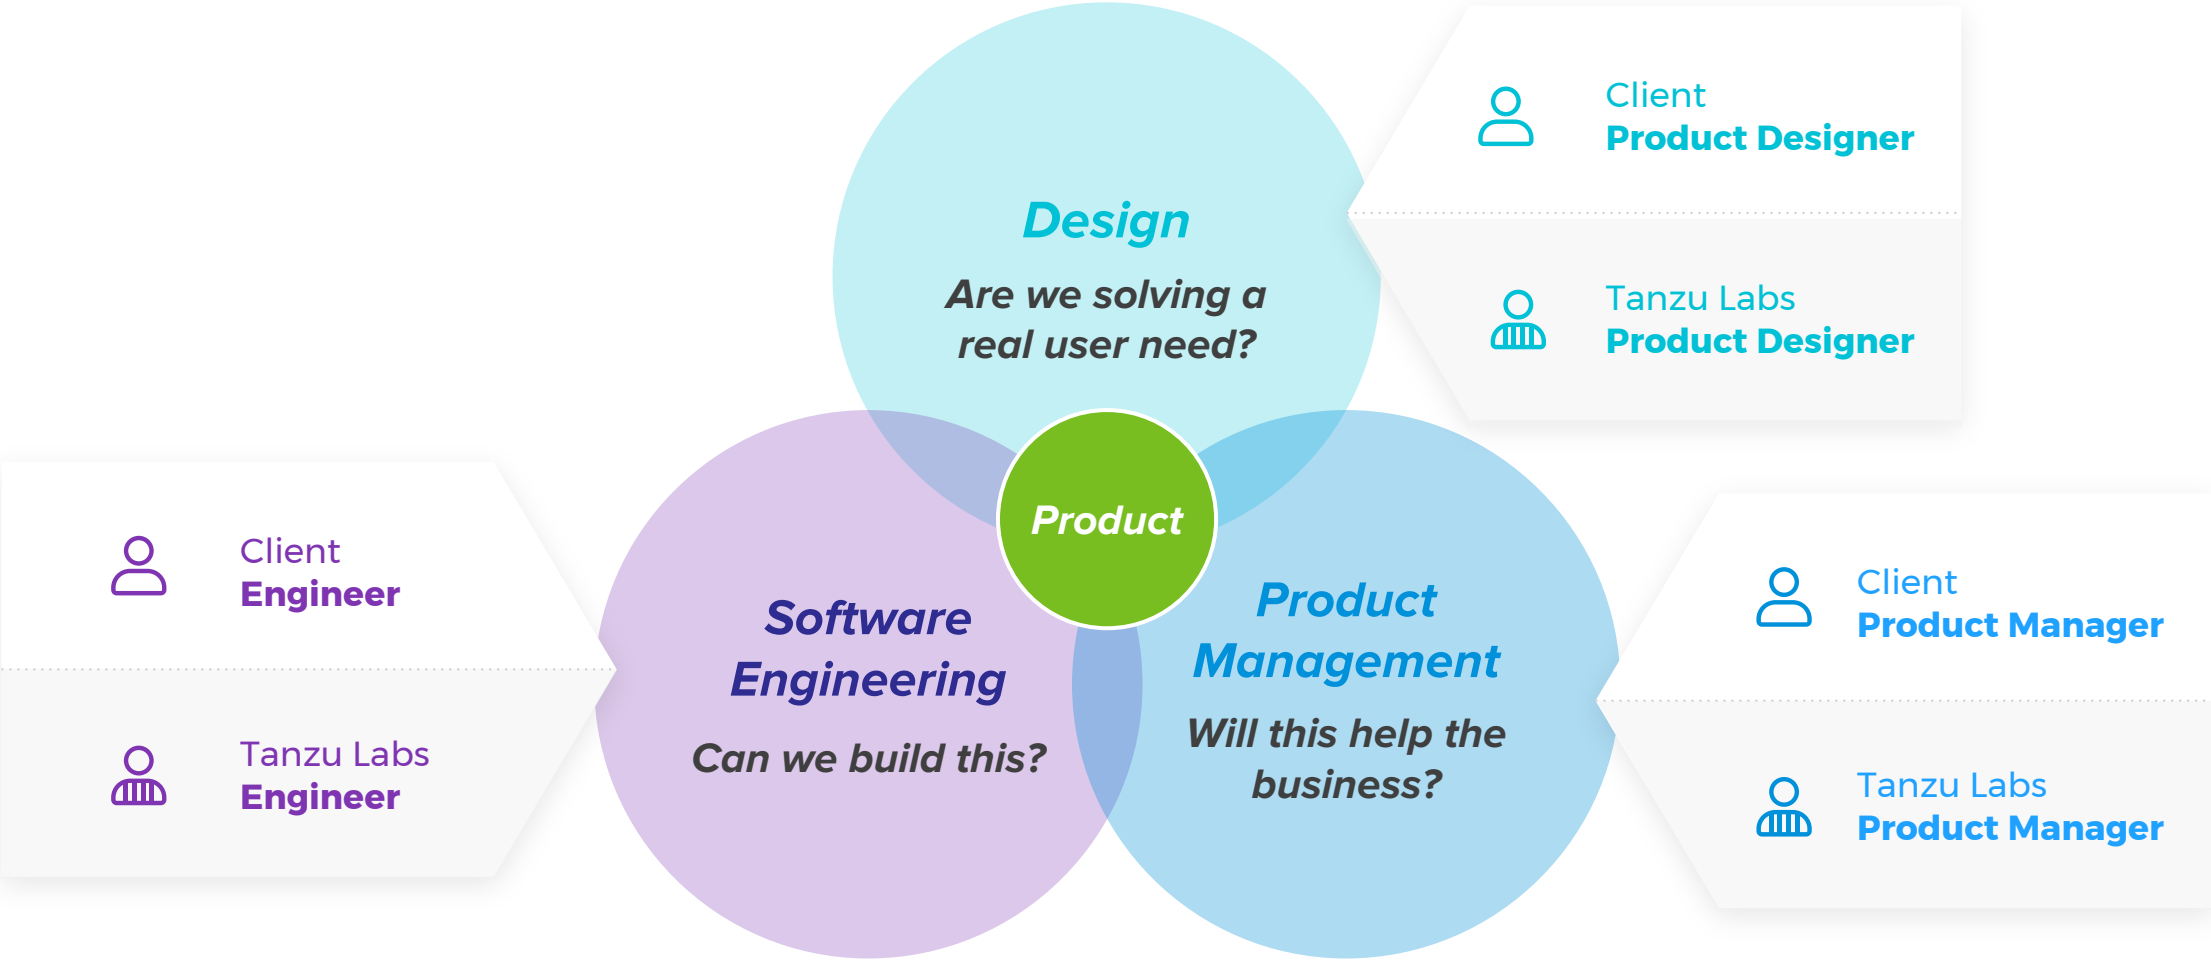 Client
Product Designer
Tanzu Labs
Product Designer
Design
Are we solving a
real user need?
Product
Client
Engineer
Tanzu Labs
Engineer
Software
Engineering
Can we build this?
Product
Management
Will this help the
business?
Client
Product Manager
Tanzu Labs
Product Manager